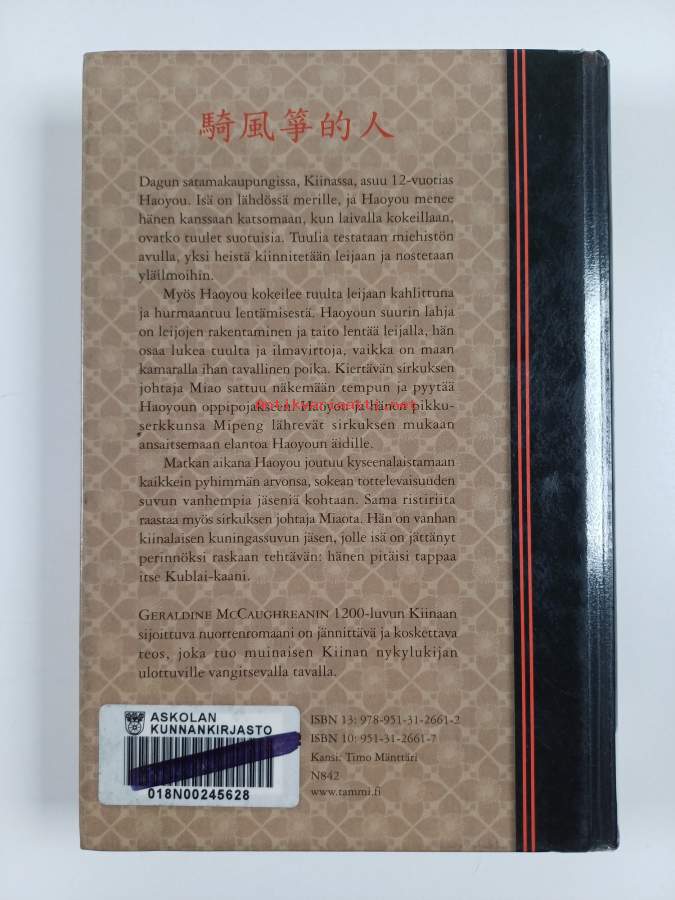 騎風箏的人
Dagun satamakaupungissa, Kiinassa, asuu 12-vuotias
Haoyou. Isä on lähdössä merille, ja Haoyou menee
hänen kanssaan katsomaan, kun laivalla kokeillaan,
ovatko tuulet suotuisia. Tuulia testataan miehistön
avulla, yksi heistä kiinnitetään leijaan ja nostetaan
yläilmoihin.
Myös Haoyou kokeilee tuulta leijaan kahlittuna
ja hurmaantuu lentämisestä. Haoyoun suurin lahja
on leijojen rakentaminen ja taito lentää leijalla, hän
osaa lukea tuulta ja ilmavirtoja, vaikka on maan
kamaralla ihan tavallinen poika. Kiertävän sirkuksen
johtaja Miao sattuu näkemään tempun ja pyytää
Haoyoun oppipojakseen. Haoyou ja hänen pikku-
serkkunsa Mipeng lähtevät sirkuksen mukaan
ansaitsemaan elantoa Haoyoun äidille.
Matkan aikana Haoyou joutuu kyseenalaistamaan
kaikkein pyhimmän arvonsa, sokean tottelevaisuuden
suvun vanhempia jäseniä kohtaan. Sama ristiriita
raastaa myös sirkuksen johtaja Miaota. Hän on vanhan
kiinalaisen kuningassuvun jäsen, jolle isä on jättänyt
perinnöksi raskaan tehtävän: hänen pitäisi tappaa
itse Kublai-kaani.
GERALDINE MCCAUGHREANIN 1200-luvun Kiinaan
sijoittuva nuortenromaani on jännittävä ja koskettava
teos, joka tuo muinaisen Kiinan nykylukijan
ulottuville vangitsevalla tavalla.
ASKOLAN
KUNNANKIRJASTO
018N00245628
ISBN 13: 978-951-31-2661-2
ISBN 10: 951-31-2661-7
Kansi: Timo Mänttäri
N842
www.tammi.fi